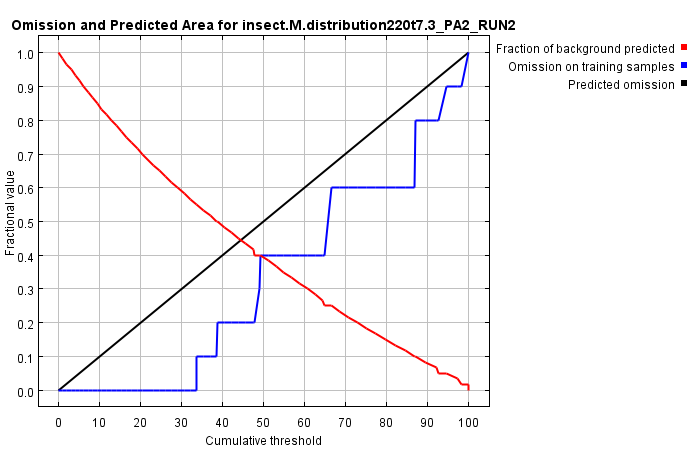 Omission and Predicted Area for insect.M.distribution220t7.3_PA2_RUN2
Fraction of background predicted
Omission on training samples
Predicted omission
Fractional value
1.0
0.9
0.8
0.7
0.6
0.5
0.4
0.3
0.2
0.1
0.0
0 10 20 30 40 50 60 70 80 90 100
Cumulative threshold